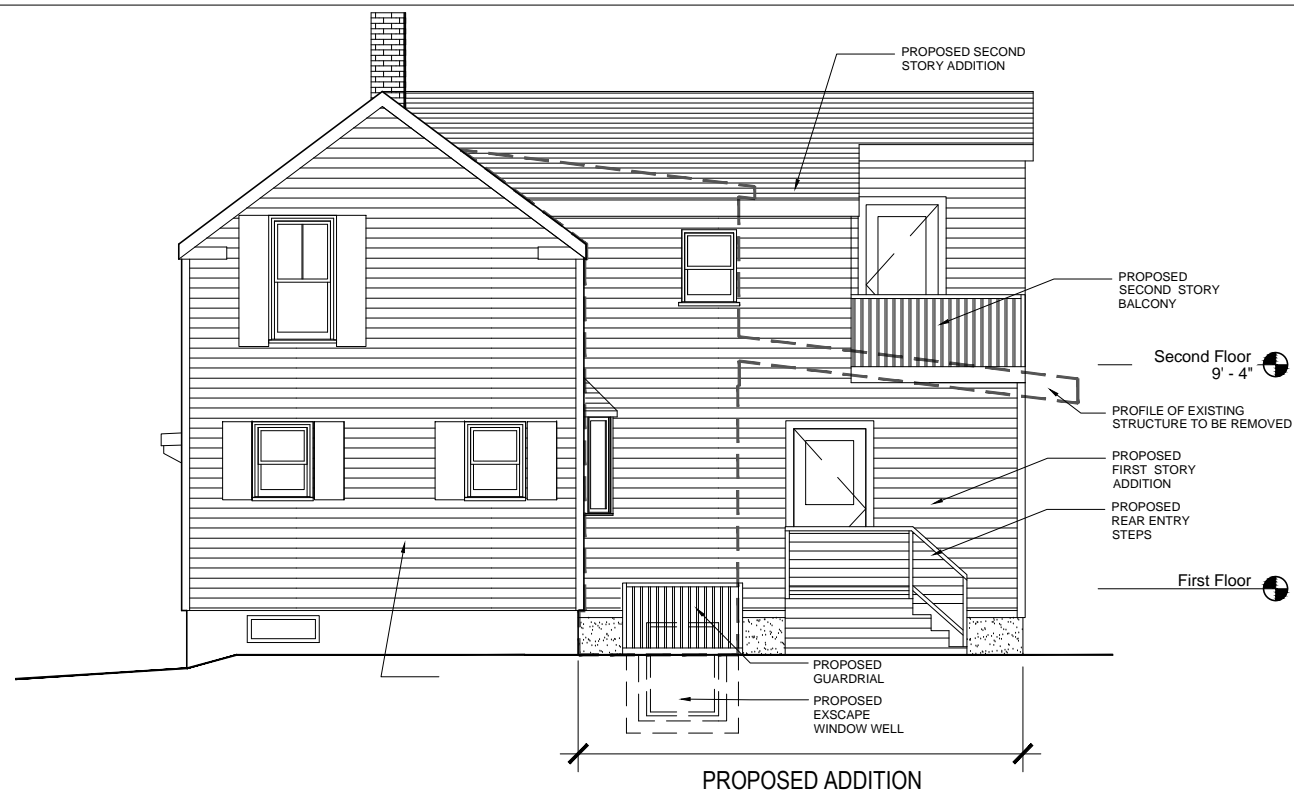 PROPOSED SECOND
STORY ADDITION
PROPOSED
SECOND STORY
BALCONY
Second Floor
9' - 4"
PROFILE OF EXISTING
STRUCTURE TO BE REMOVED
PROPOSED
FIRST STORY
ADDITION
PROPOSED
REAR ENTRY
STEPS
First Floor
PROPOSED
GUARDRIAL
PROPOSED
EXSCAPE
WINDOW WELL
PROPOSED ADDITION